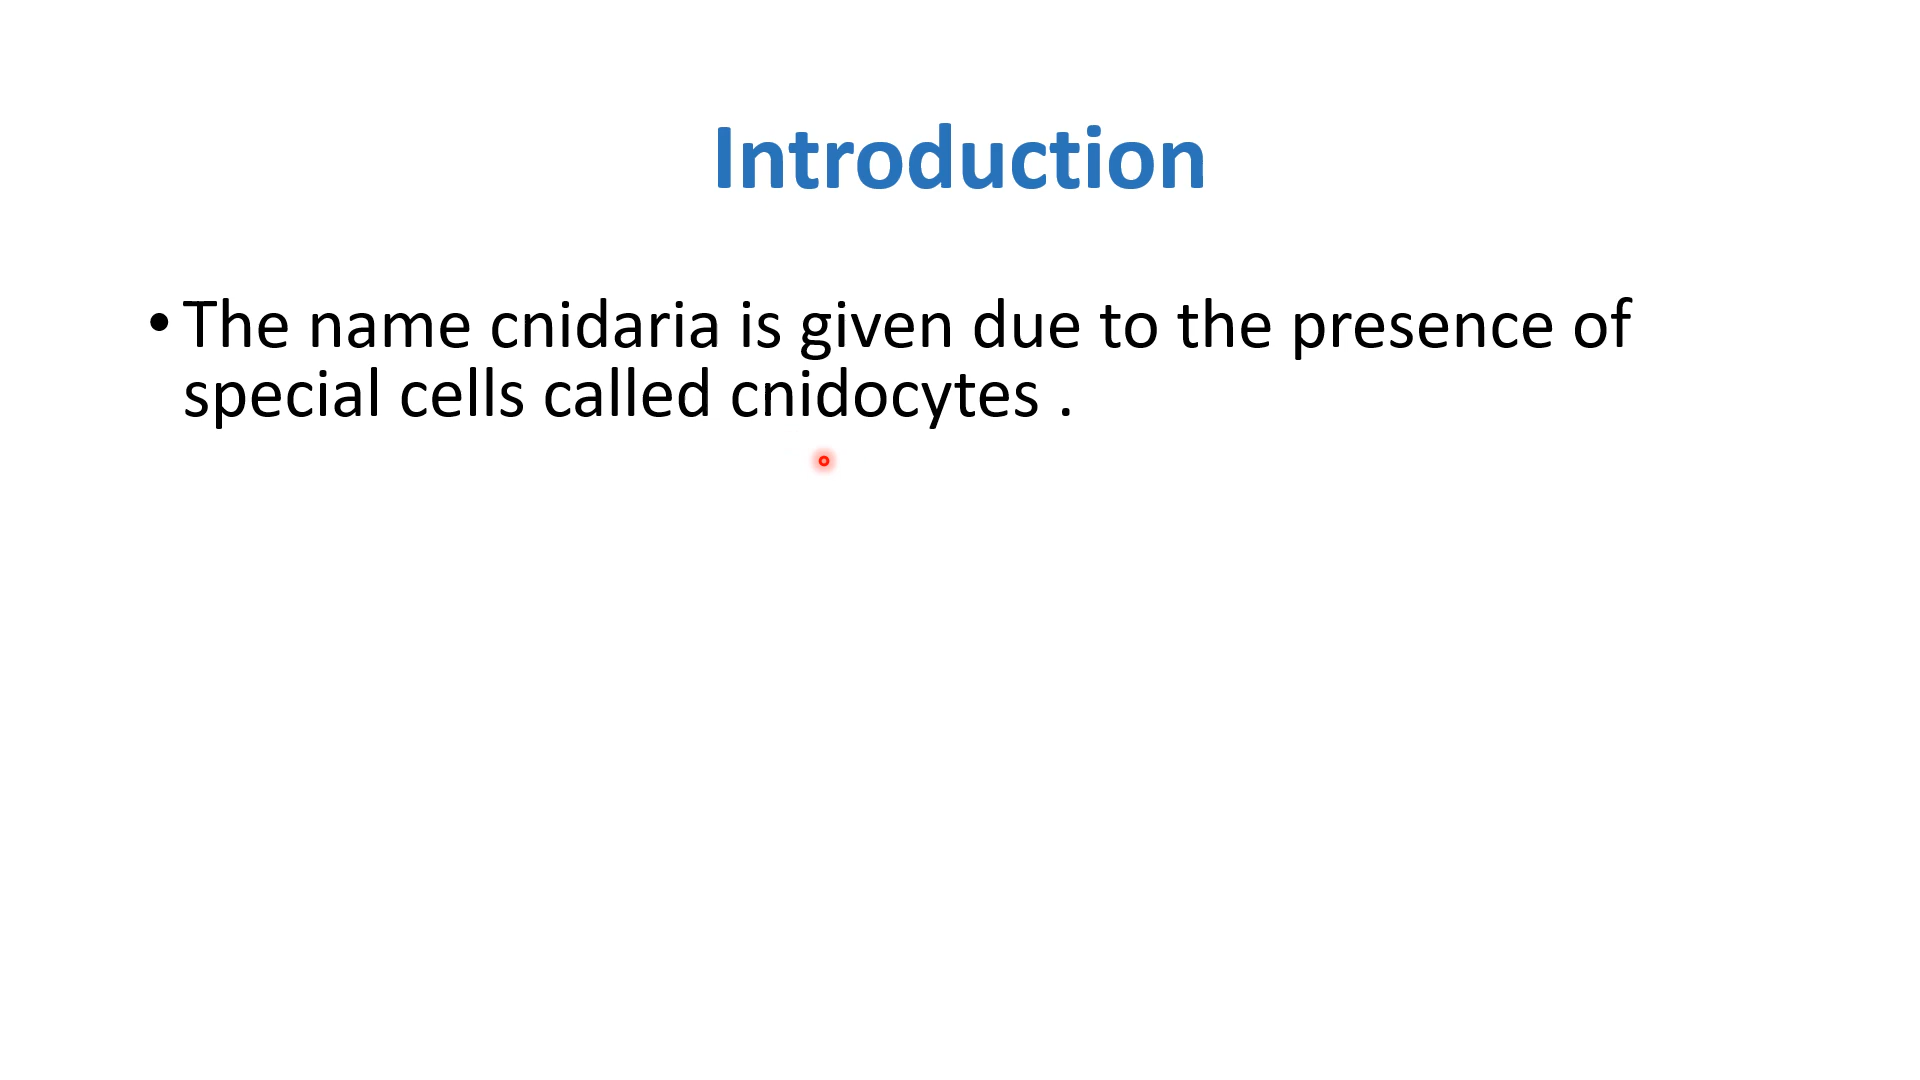 Introduction
• The name cnidaria is given due to the presence of
special cells called cnidocytes .